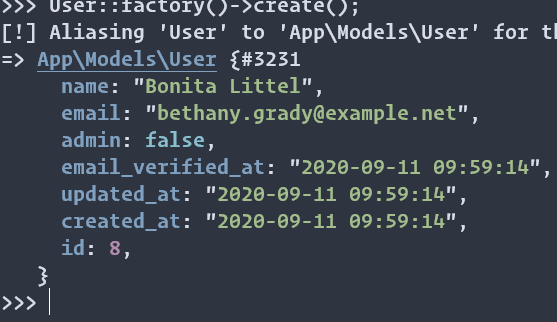 >>> User::factory()->create();
[!] Aliasing 'User' to 'App\Models\User' for
=> App\Models\User {#3231
name: "Bonita Littel",
email: "bethany.grady@example.net",
admin: false,
email_verified_at: "2020-09-11 09:59:14",
updated_at: "2020-09-11 09:59:14",
created_at: "2020-09-11 09:59:14",
id: 8,
}
>>>